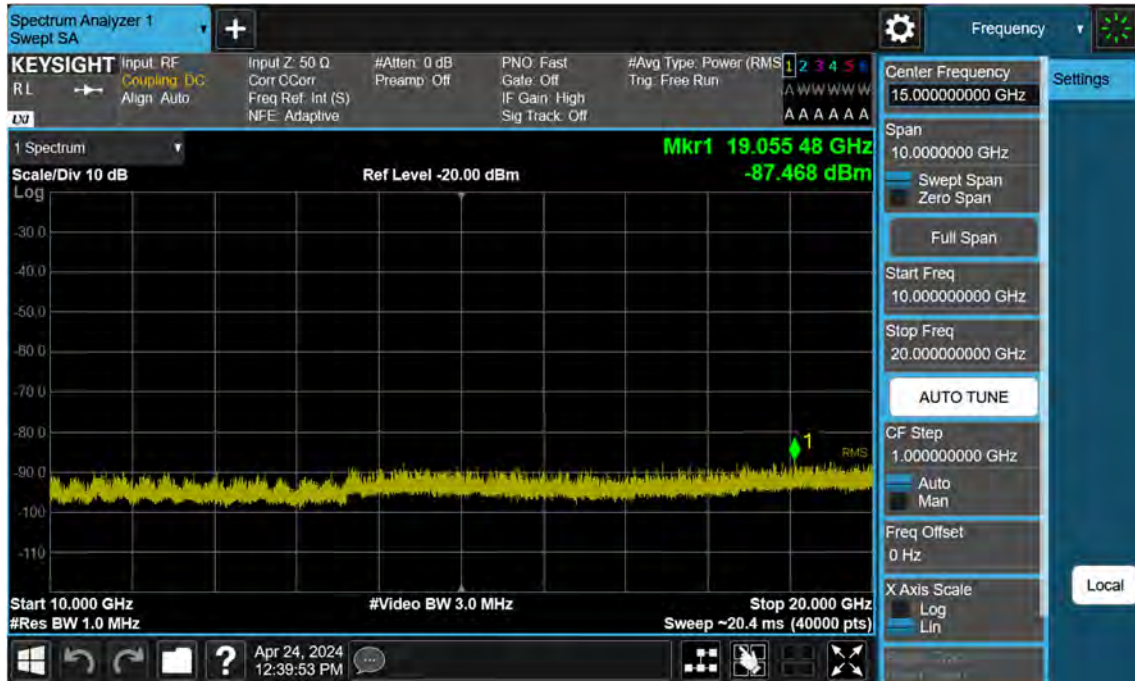 Spectrum Analyzer 1
Swept SA
+
Frequency
KEYSIGHT
RL
LXI
Input: RF
Coupling: DC
Align: Auto
Input Z: 50 Ω
Corr CCorr
Freq Ref: Int (S)
NFE: Adaptive
#Atten: 0 dB
Preamp: Off
PNO: Fast
Gate: Off
IF Gain: High
Sig Track: Off
#Avg Type: Power (RMS
Trig: Free Run
1 2 3 4 5 6
A W W W W W
A A A A A A
1 Spectrum
Mkr1 19.055 48 GHz
-87.468 dBm
Scale/Div 10 dB
Ref Level -20.00 dBm
Log
-30.0
-40.0
-50.0
-60.0
-70.0
-80.0
-90.0
-100
-110
1
RMS
Start 10.000 GHz
#Video BW 3.0 MHz
Stop 20.000 GHz
#Res BW 1.0 MHz
Sweep ~20.4 ms (40000 pts)
Center Frequency
15.000000000 GHz
Span
10.0000000 GHz
Swept Span
Zero Span
Full Span
Start Freq
10.000000000 GHz
Stop Freq
20.000000000 GHz
AUTO TUNE
CF Step
1.000000000 GHz
Auto
Man
Freq Offset
0 Hz
X Axis Scale
Log
Lin
Settings
Local
?
Apr 24, 2024
12:39:53 PM